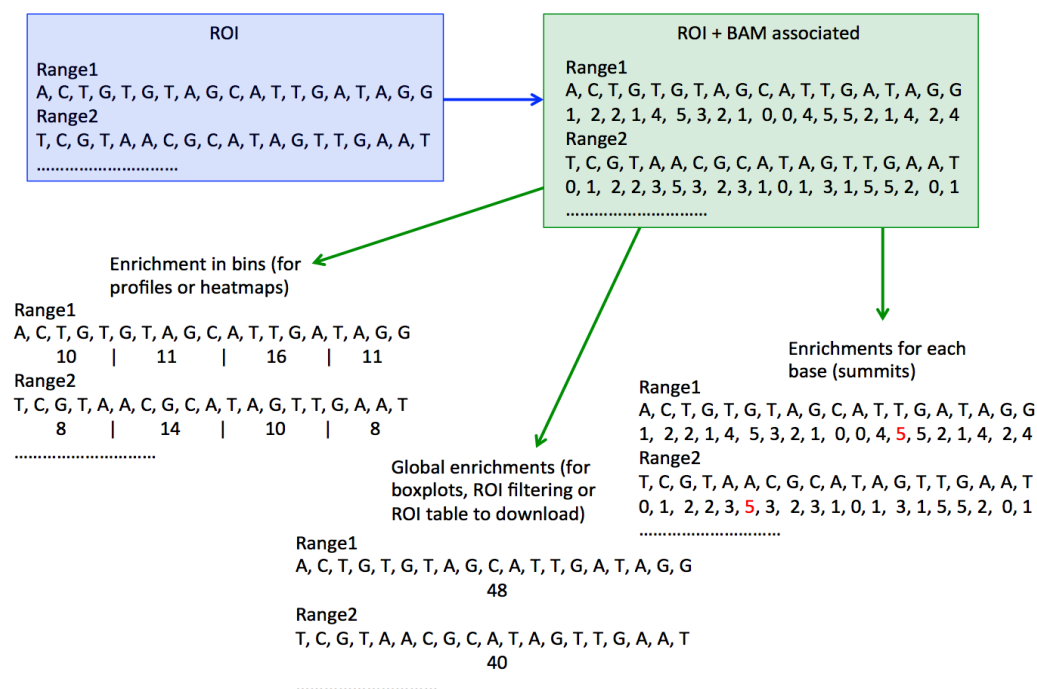 ROI
Range1
A, C, T, G, T, G, T, A, G, C, A, T, T, G, A, T, A, G, G
Range2
T, C, G, T, A, A, C, G, C, A, T, A, G, T, T, G, A, A, T
................................
ROI + BAM associated
Range1
A, C, T, G, T, G, T, A, G, C, A, T, T, G, A, T, A, G, G
1, 2, 2, 1, 4, 5, 3, 2, 1, 0, 0, 4, 5, 5, 2, 1, 4, 2, 4
Range2
T, C, G, T, A, A, C, G, C, A, T, A, G, T, T, G, A, A, T
0, 1, 2, 2, 3, 5, 3, 2, 3, 1, 0, 1, 3, 1, 5, 5, 2, 0, 1
................................
Enrichment in bins (for
profiles or heatmaps)
Range1
A, C, T, G, T, G, T, A, G, C, A, T, T, G, A, T, A, G, G
10 | 11 | 16 | 11
Range2
T, C, G, T, A, A, C, G, C, A, T, A, G, T, T, G, A, A, T
8 | 14 | 10 | 8
................................
Global enrichments (for
boxplots, ROI filtering or
ROI table to download)
Range1
A, C, T, G, T, G, T, A, G, C, A, T, T, G, A, T, A, G, G
48
Range2
T, C, G, T, A, A, C, G, C, A, T, A, G, T, T, G, A, A, T
40
................................
Enrichments for each
base (summits)
Range1
A, C, T, G, T, G, T, A, G, C, A, T, T, G, A, T, A, G, G
1, 2, 2, 1, 4, 5, 3, 2, 1, 0, 0, 4, 5, 5, 2, 1, 4, 2, 4
Range2
T, C, G, T, A, A, C, G, C, A, T, A, G, T, T, G, A, A, T
0, 1, 2, 2, 3, 5, 3, 2, 3, 1, 0, 1, 3, 1, 5, 5, 2, 0, 1
................................